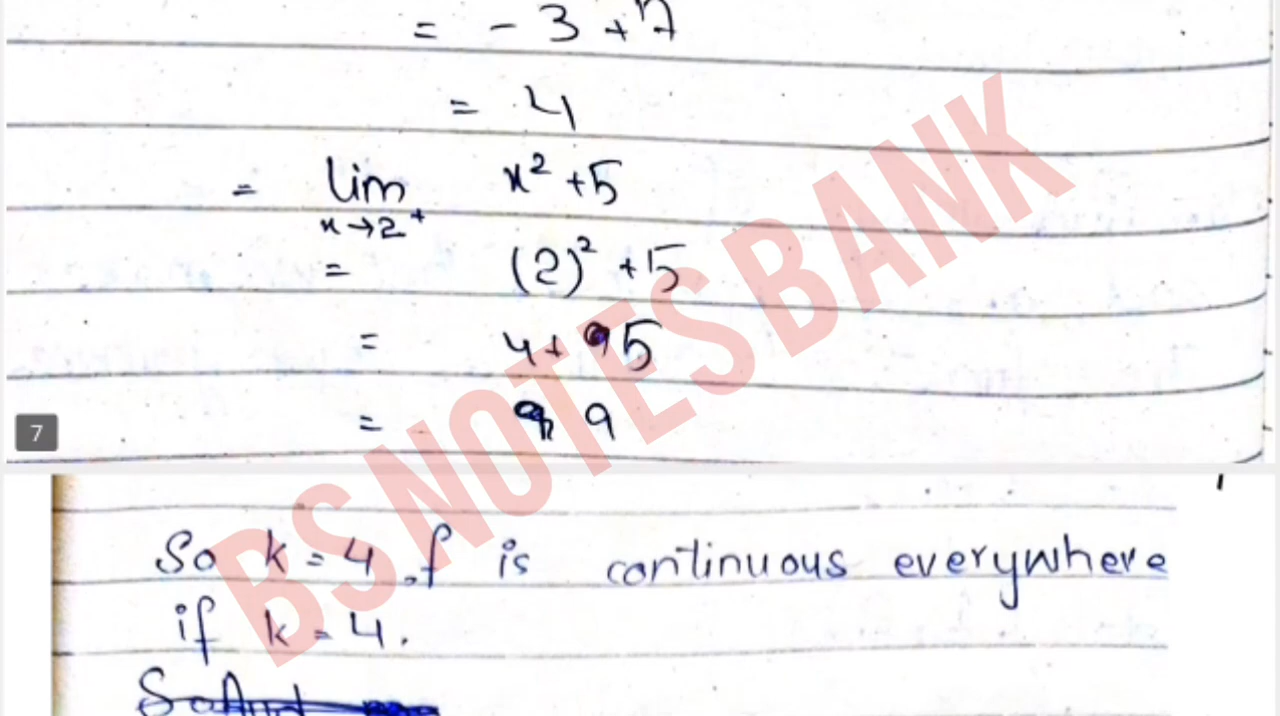 = - 3 + 7
= 4
= lim x² + 5
x→2⁺
= (2)² + 5
= 4 + 5
= 9
7
So k = 4. f is continuous everywhere
if k = 4.
BS NOTES BANK